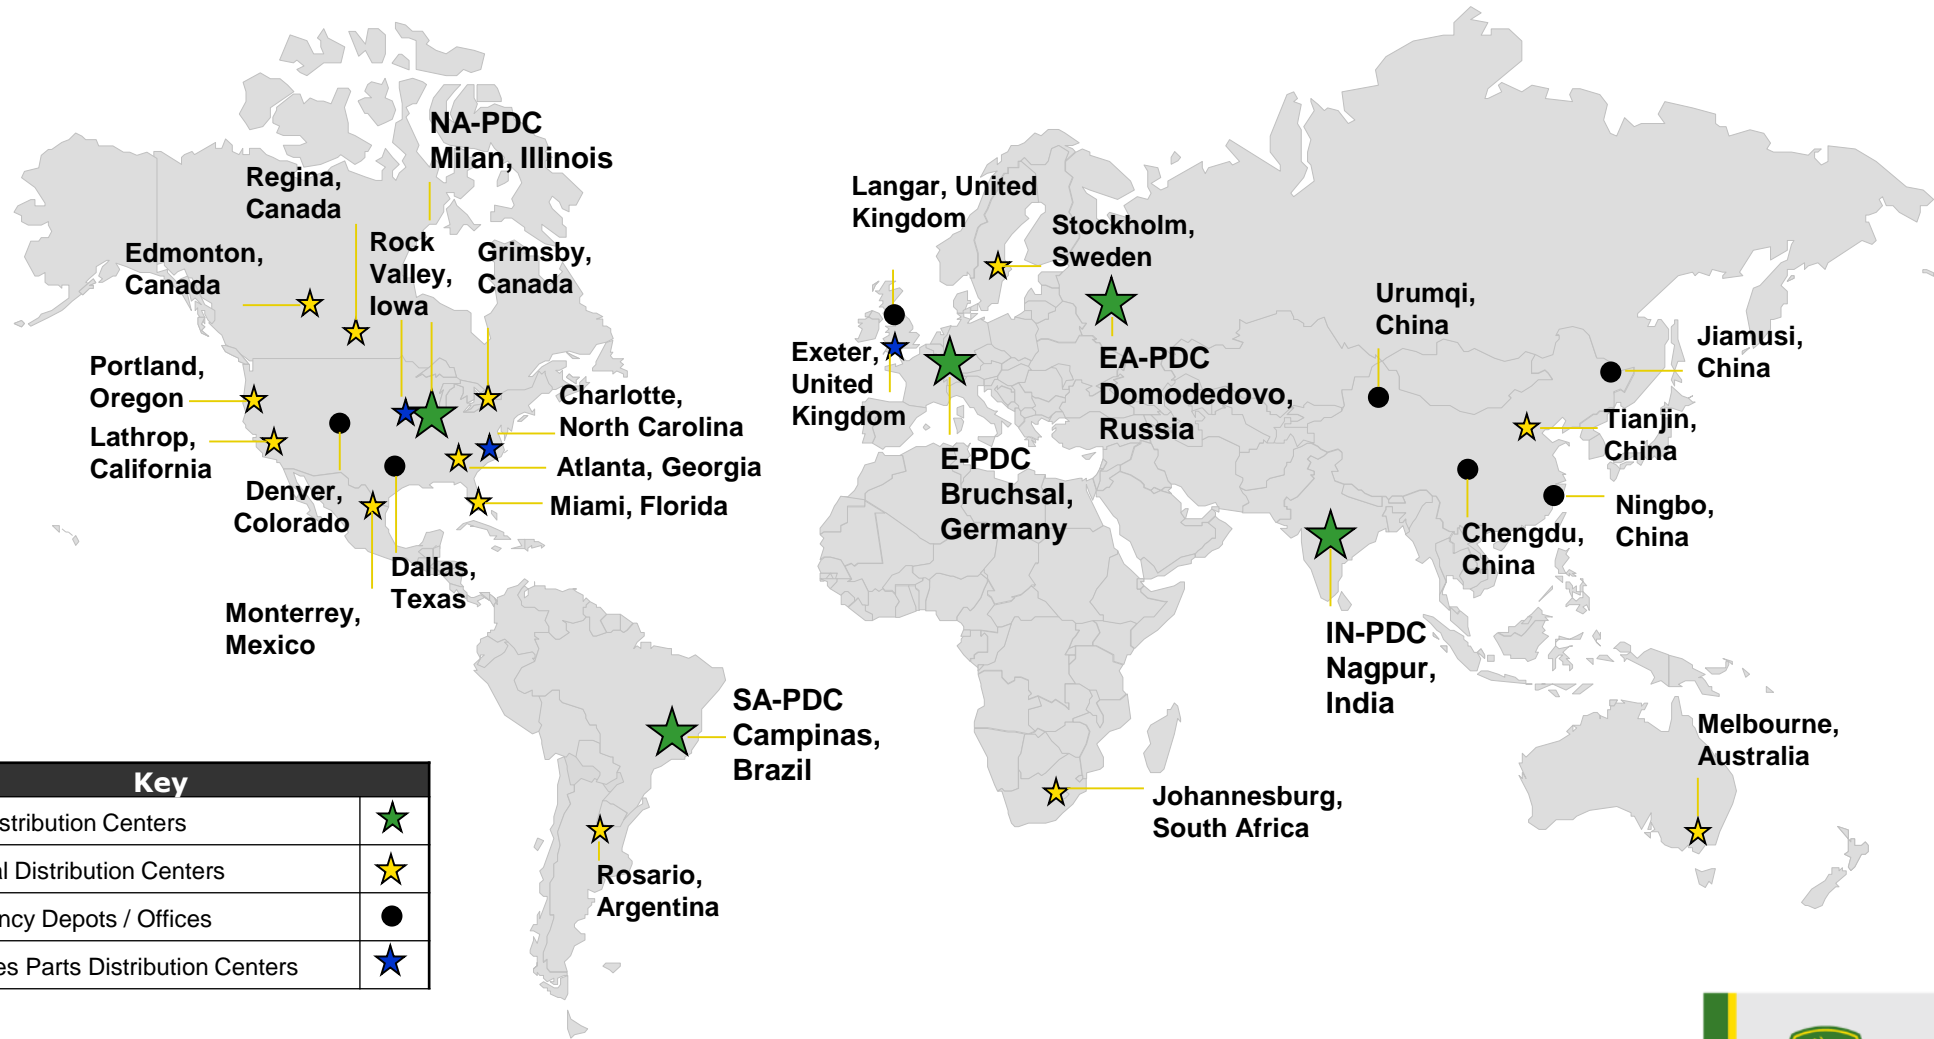 NA-PDC
Milan, Illinois
Regina,
Canada
Rock
Valley,
Iowa
Grimsby,
Canada
Edmonton,
Canada
Portland,
Oregon
Lathrop,
California
Denver,
Colorado
Monterrey,
Mexico
Dallas,
Texas
Charlotte,
North Carolina
Atlanta, Georgia
Miami, Florida
Langar, United
Kingdom
Stockholm,
Sweden
Exeter,
United
Kingdom
EA-PDC
Domodedovo,
Russia
E-PDC
Bruchsal,
Germany
Urumqi,
China
Jiamusi,
China
Tianjin,
China
Ningbo,
China
Chengdu,
China
IN-PDC
Nagpur,
India
SA-PDC
Campinas,
Brazil
Rosario,
Argentina
Johannesburg,
South Africa
Melbourne,
Australia
Key
stribution Centers
l Distribution Centers
ncy Depots / Offices
es Parts Distribution Centers